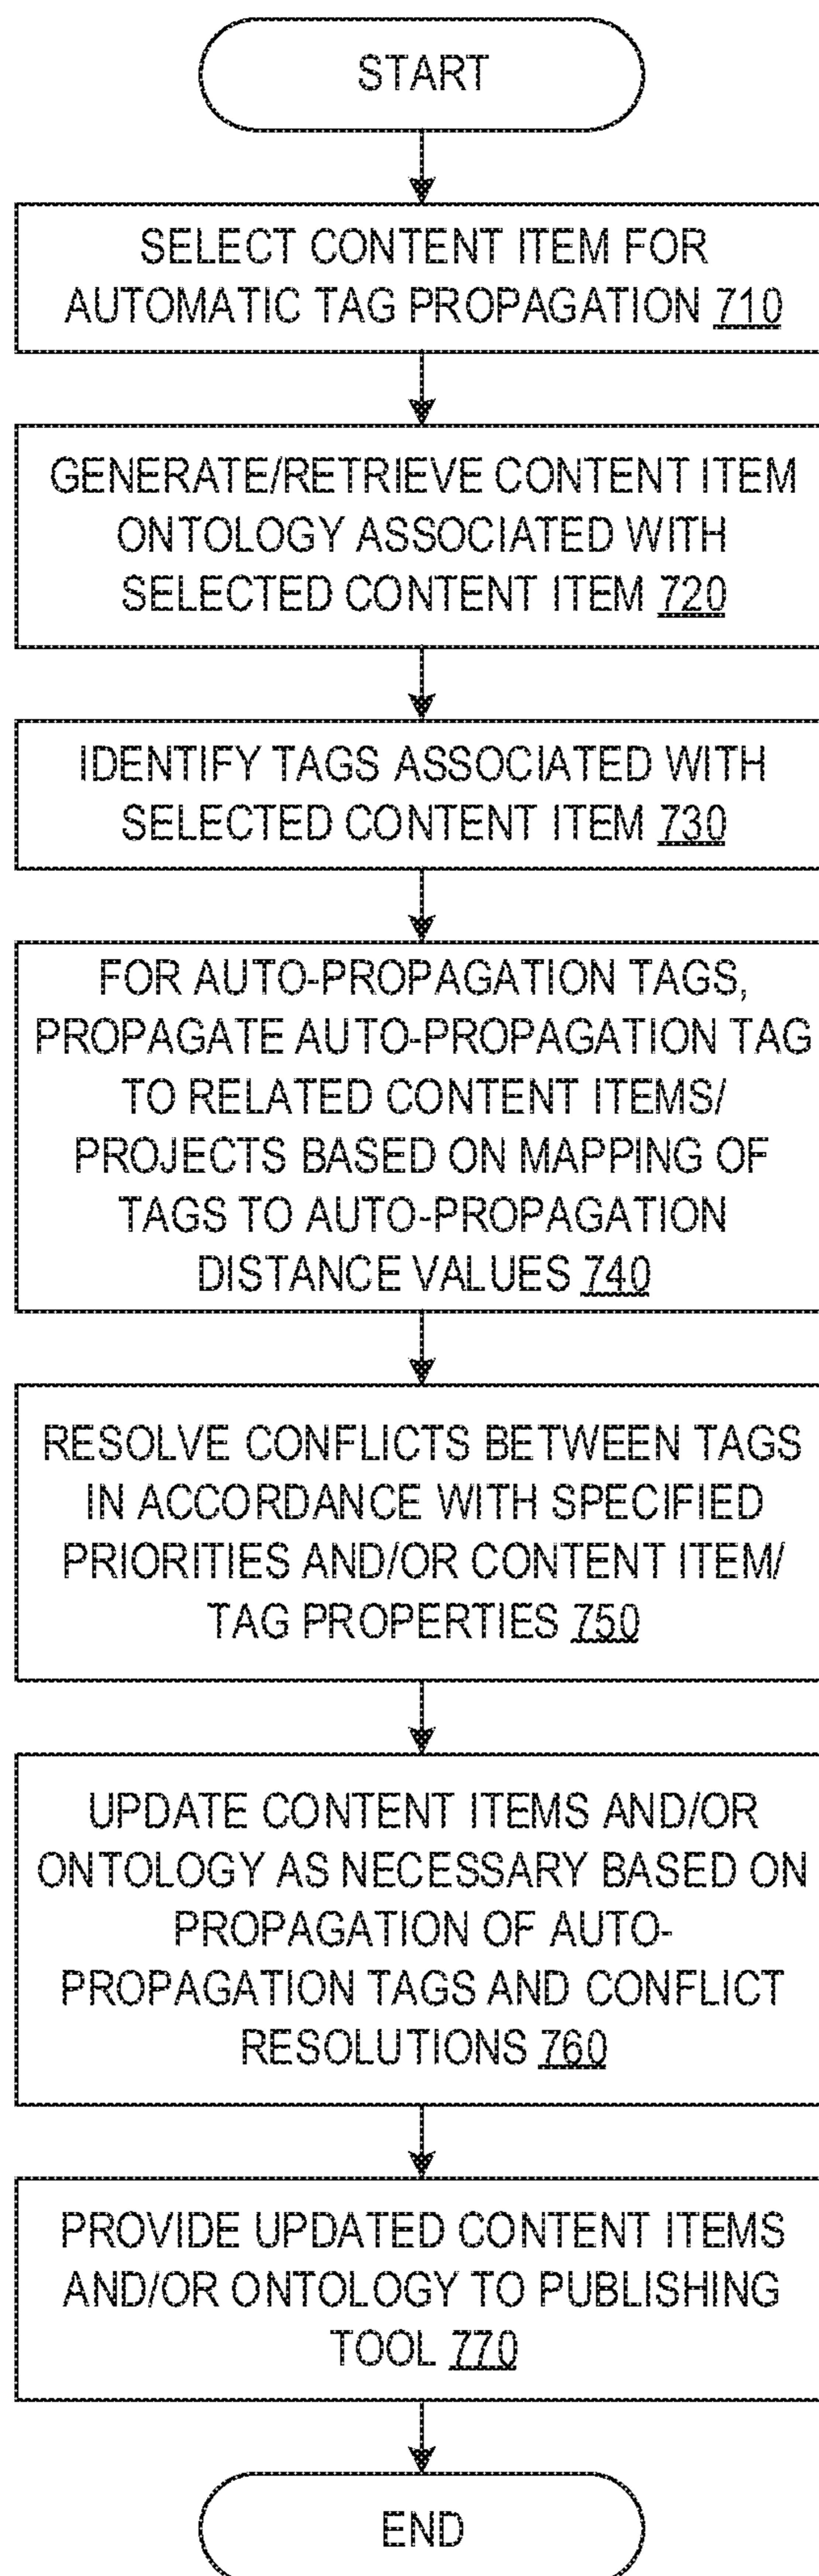 START
SELECT CONTENT ITEM FOR
AUTOMATIC TAG PROPAGATION 710
GENERATE/RETRIEVE CONTENT ITEM
ONTOLOGY ASSOCIATED WITH
SELECTED CONTENT ITEM 720
IDENTIFY TAGS ASSOCIATED WITH
SELECTED CONTENT ITEM 730
FOR AUTO-PROPAGATION TAGS,
PROPAGATE AUTO-PROPAGATION TAG
TO RELATED CONTENT ITEMS/
PROJECTS BASED ON MAPPING OF
TAGS TO AUTO-PROPAGATION
DISTANCE VALUES 740
RESOLVE CONFLICTS BETWEEN TAGS
IN ACCORDANCE WITH SPECIFIED
PRIORITIES AND/OR CONTENT ITEM/
TAG PROPERTIES 750
UPDATE CONTENT ITEMS AND/OR
ONTOLOGY AS NECESSARY BASED ON
PROPAGATION OF AUTO-
PROPAGATION TAGS AND CONFLICT
RESOLUTIONS 760
PROVIDE UPDATED CONTENT ITEMS
AND/OR ONTOLOGY TO PUBLISHING
TOOL 770
END